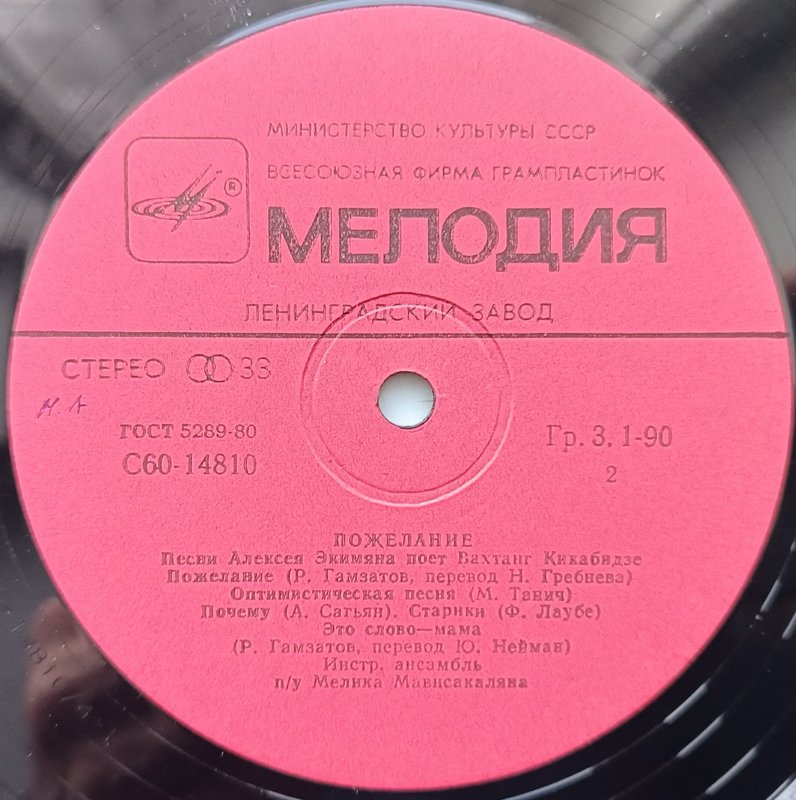 МИНИСТЕРСТВО КУЛЬТУРЫ СССР
ВСЕСОЮЗНАЯ ФИРМА ГРАМПЛАСТИНОК
®
МЕЛОДИЯ
ЛЕНИНГРАДСКИЙ ЗАВОД
СТЕРЕО 33
ГОСТ 5289-80
Гр. 3. 1-90
С60-14810
2
ПОЖЕЛАНИЕ
Песни Алексея Экимяна поет Вахтанг Кикабидзе
Пожелание (Р. Гамзатов, перевод Н. Гребнева)
Оптимистическая песня (М. Танич)
Почему (А. Сагьян). Старики (Ф. Лаубе)
Это слово—мама
(Р. Гамзатов, перевод Ю. Нейман)
Инстр. ансамбль
п/у Мелика Мависакаляна